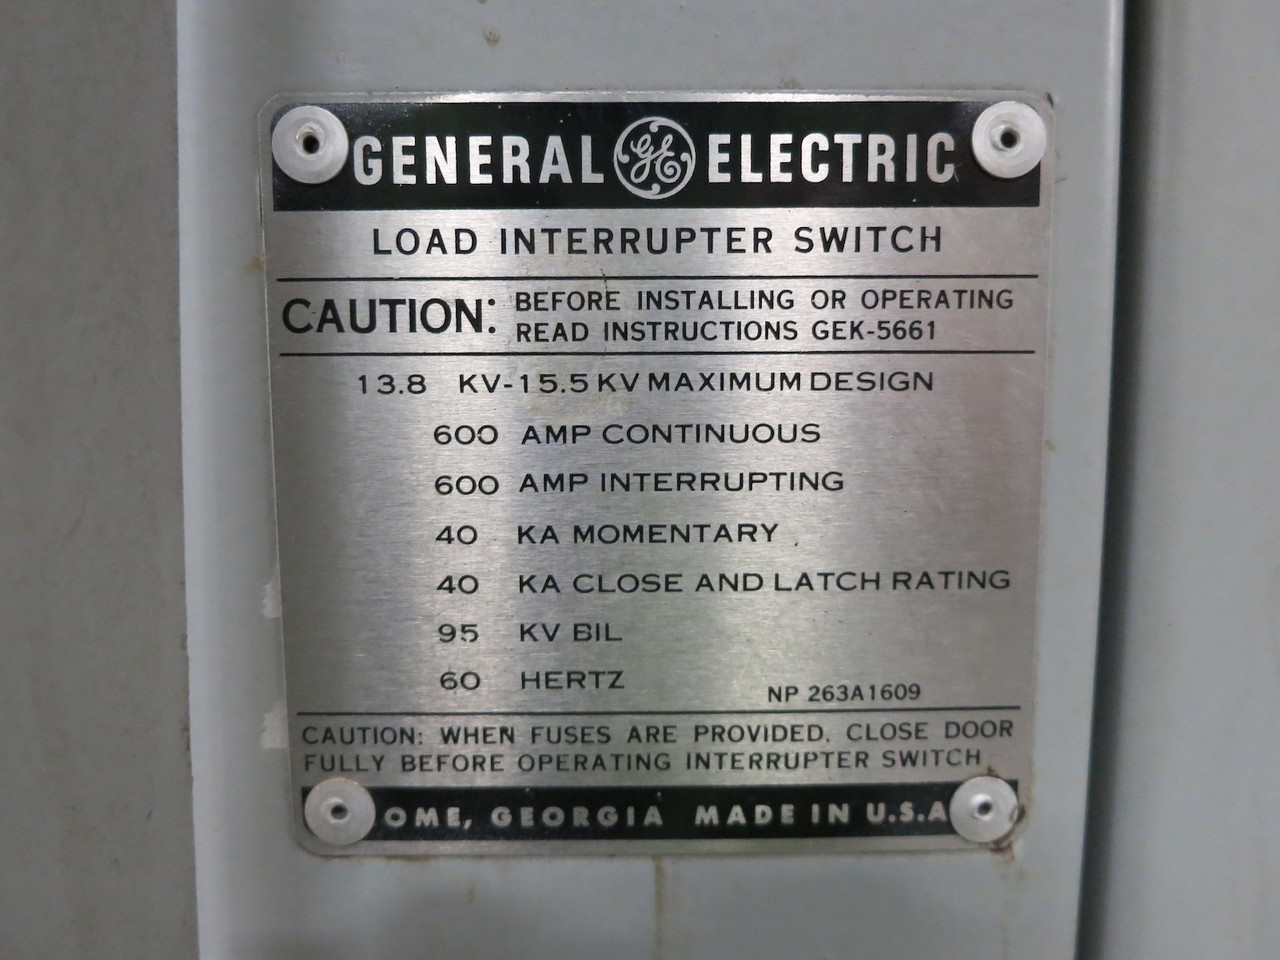 GENERAL GE ELECTRIC
LOAD INTERRUPTER SWITCH
CAUTION: BEFORE INSTALLING OR OPERATING
READ INSTRUCTIONS GEK-5661
13.8 KV-15.5 KV MAXIMUM DESIGN
600 AMP CONTINUOUS
600 AMP INTERRUPTING
40 KA MOMENTARY
40 KA CLOSE AND LATCH RATING
95 KV BIL
60 HERTZ
NP 263A1609
CAUTION: WHEN FUSES ARE PROVIDED, CLOSE DOOR
FULLY BEFORE OPERATING INTERRUPTER SWITCH
OME, GEORGIA MADE IN U.S.A